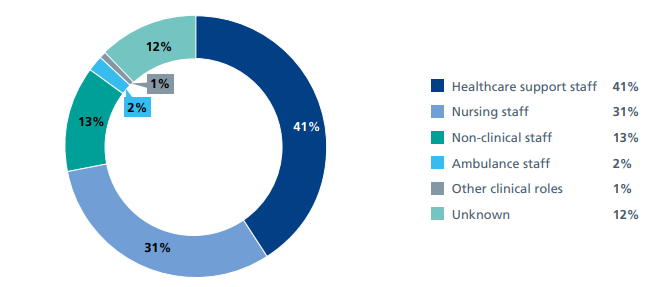 12%
1%
2%
13%
41%
31%
Healthcare support staff 41%
Nursing staff 31%
Non-clinical staff 13%
Ambulance staff 2%
Other clinical roles 1%
Unknown 12%